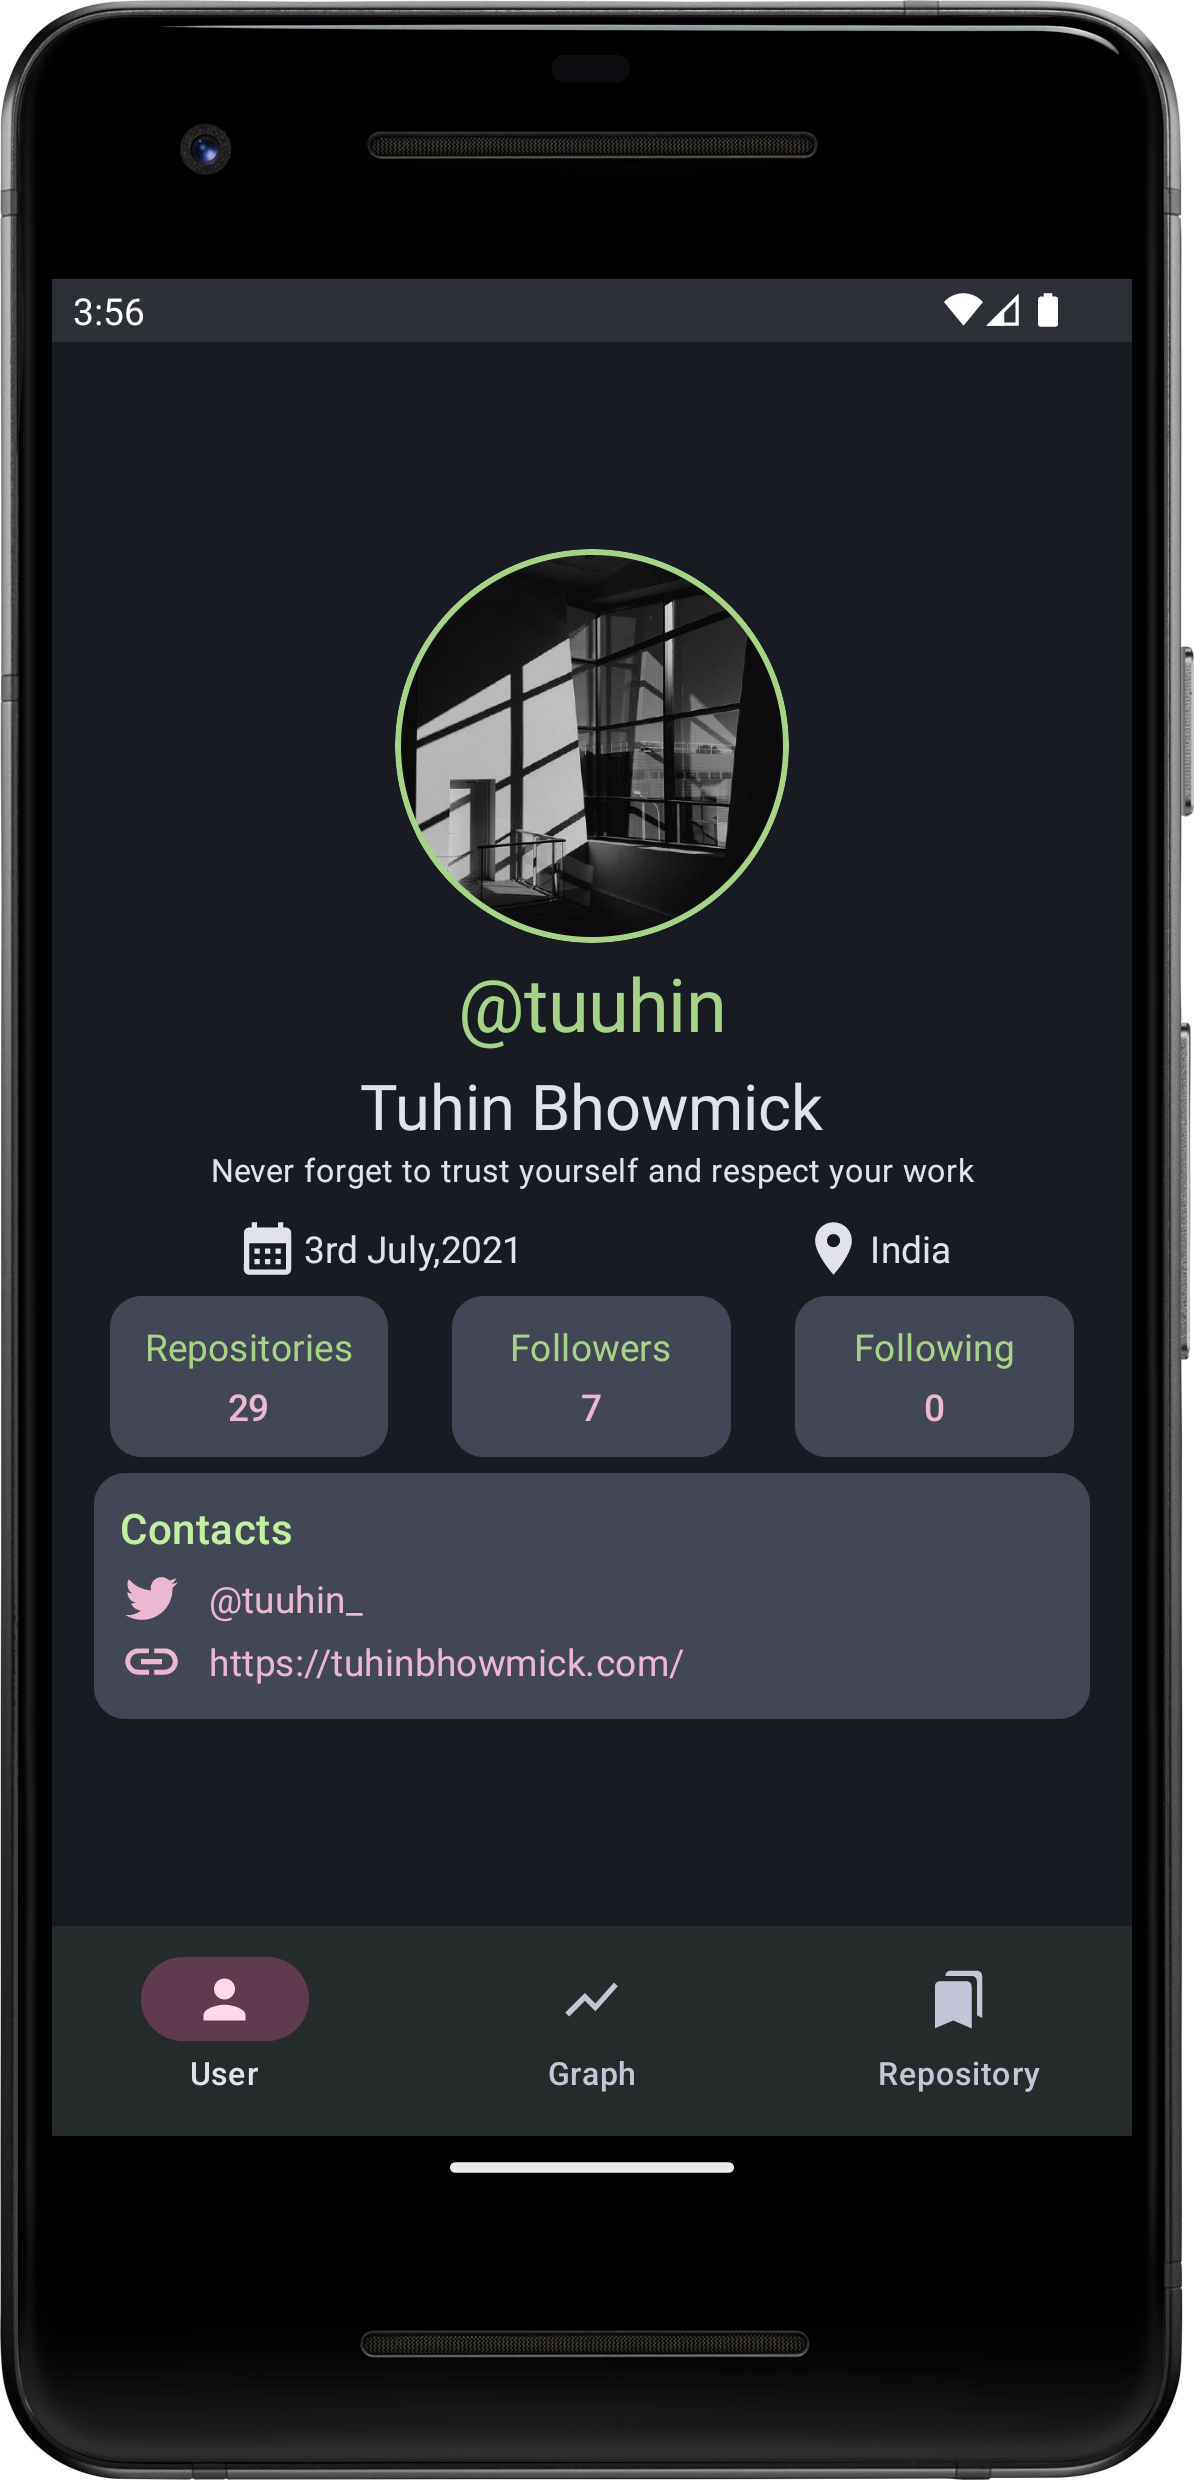 3:56
@tuuhin
Tuhin Bhowmick
Never forget to trust yourself and respect your work
3rd July,2021 India
Repositories Followers Following
29 7 0
Contacts
@tuuhin_
https://tuhinbhowmick.com/
User Graph Repository